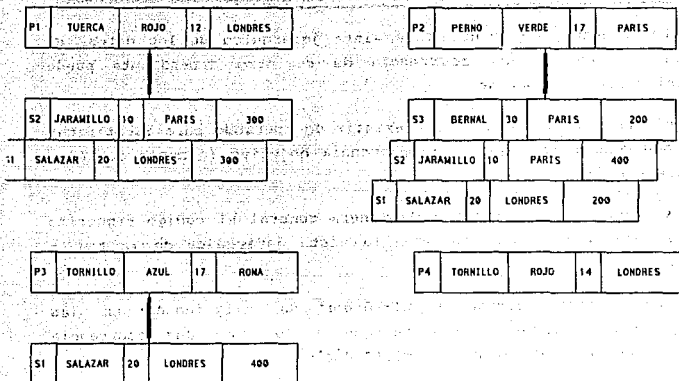 P1 TUERCA ROJO 12 LONDRES
S2 JARAMILLO 10 PARIS 300
S1 SALAZAR 20 LONDRES 300
P2 PERNO VERDE 17 PARIS
S3 BERNAL 30 PARIS 200
S2 JARAMILLO 10 PARIS 400
S1 SALAZAR 20 LONDRES 200
P3 TORNILLO AZUL 17 ROMA
S1 SALAZAR 20 LONDRES 400
P4 TORNILLO ROJO 14 LONDRES